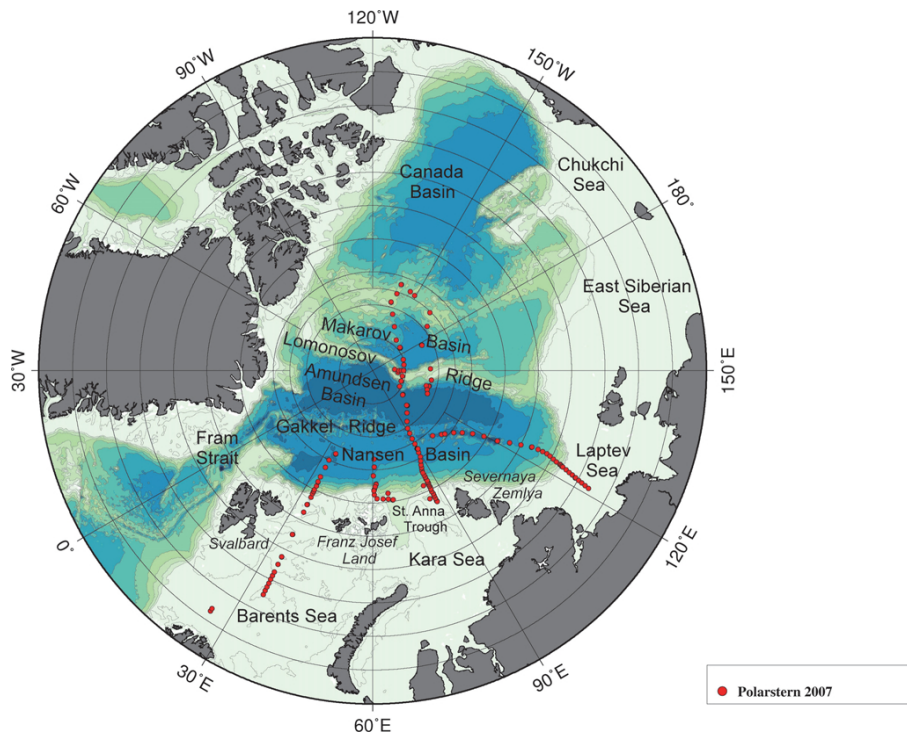 120˚W
90˚W
150˚W
60˚W
180˚W
30˚W
150˚E
0˚
120˚E
30˚E
90˚E
60˚E
Canada
Basin
Chukchi
Sea
East Siberian
Sea
Makarov
Basin
Lomonosov
Ridge
Amundsen
Basin
Gakkel Ridge
Fram
Strait
Nansen
Basin
Laptev
Sea
Severnaya
Zemlya
St. Anna
Trough
Svalbard
Franz Josef
Land
Kara Sea
Barents Sea
Polarstern 2007